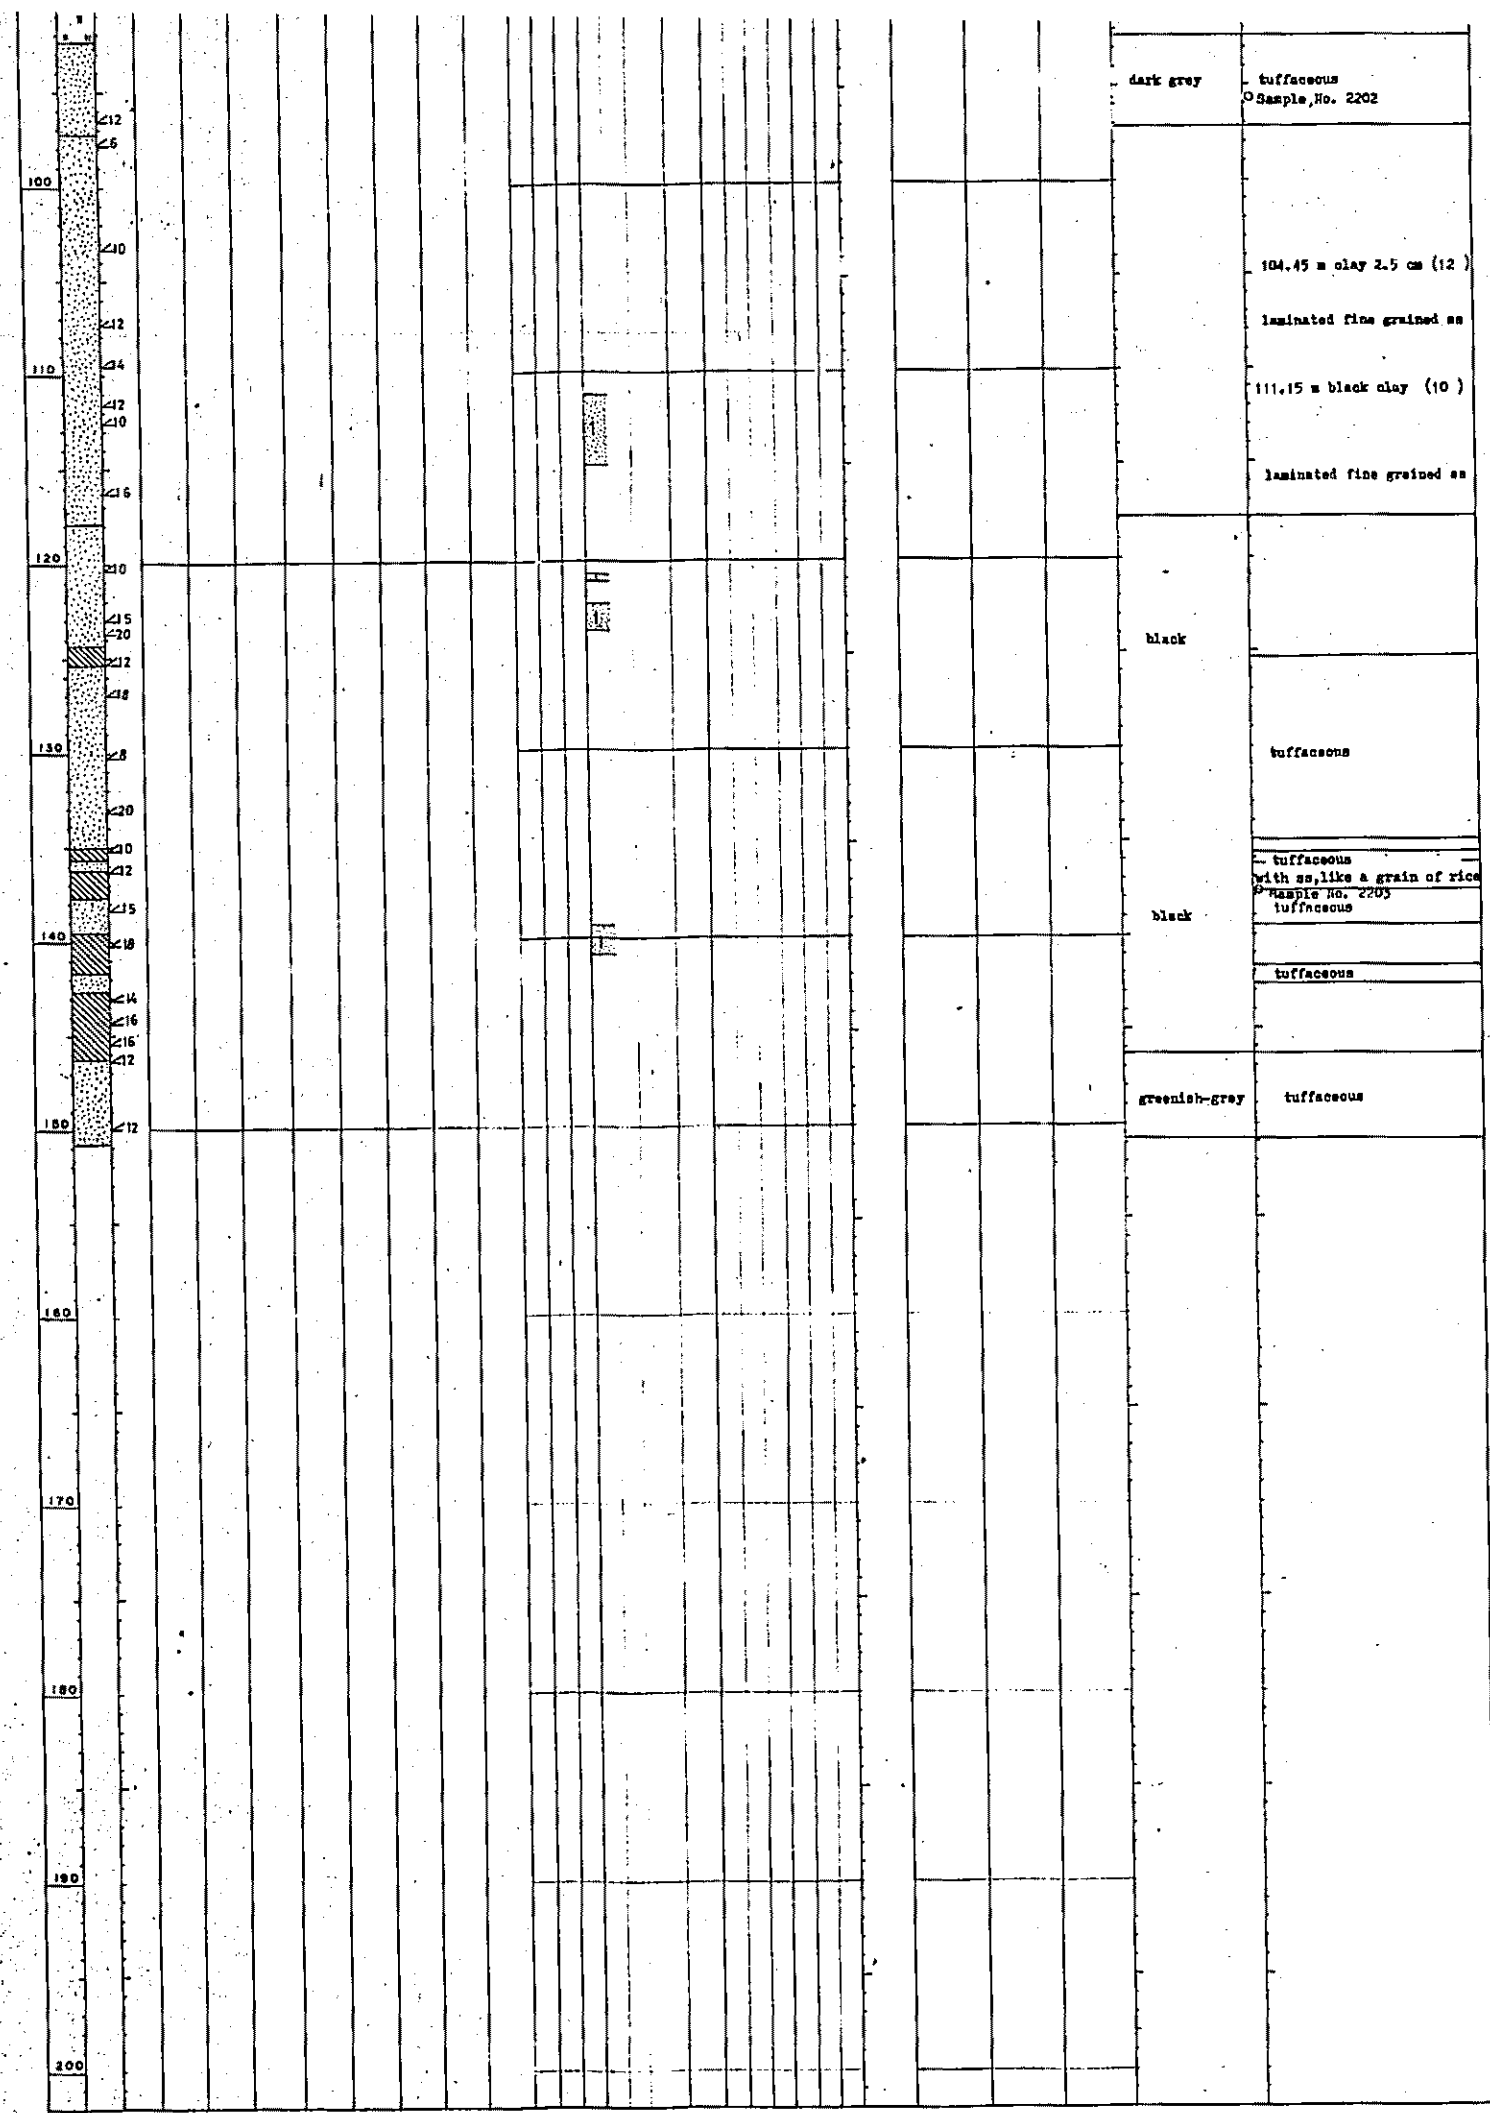 dark grey
tuffaceous
Sample,No. 2202
∠12
∠6
100
∠10
104.45 m clay 2.5 cm (12 )
∠12
laminated fine grained ss
∠14
110
111.15 m black clay (10 )
∠12
∠10
1
laminated fine grained ss
∠16
120
∠10
1
∠15
1
∠20
black
∠12
∠18
130
∠8
tuffaceous
∠20
∠10
tuffaceous
∠12
with ss,like a grain of rice
Sample No. 2203
∠15
tuffaceous
black
140
∠18
1
tuffaceous
∠14
∠16
∠16
∠12
greenish-grey
tuffaceous
150
∠12
160
170
180
190
200